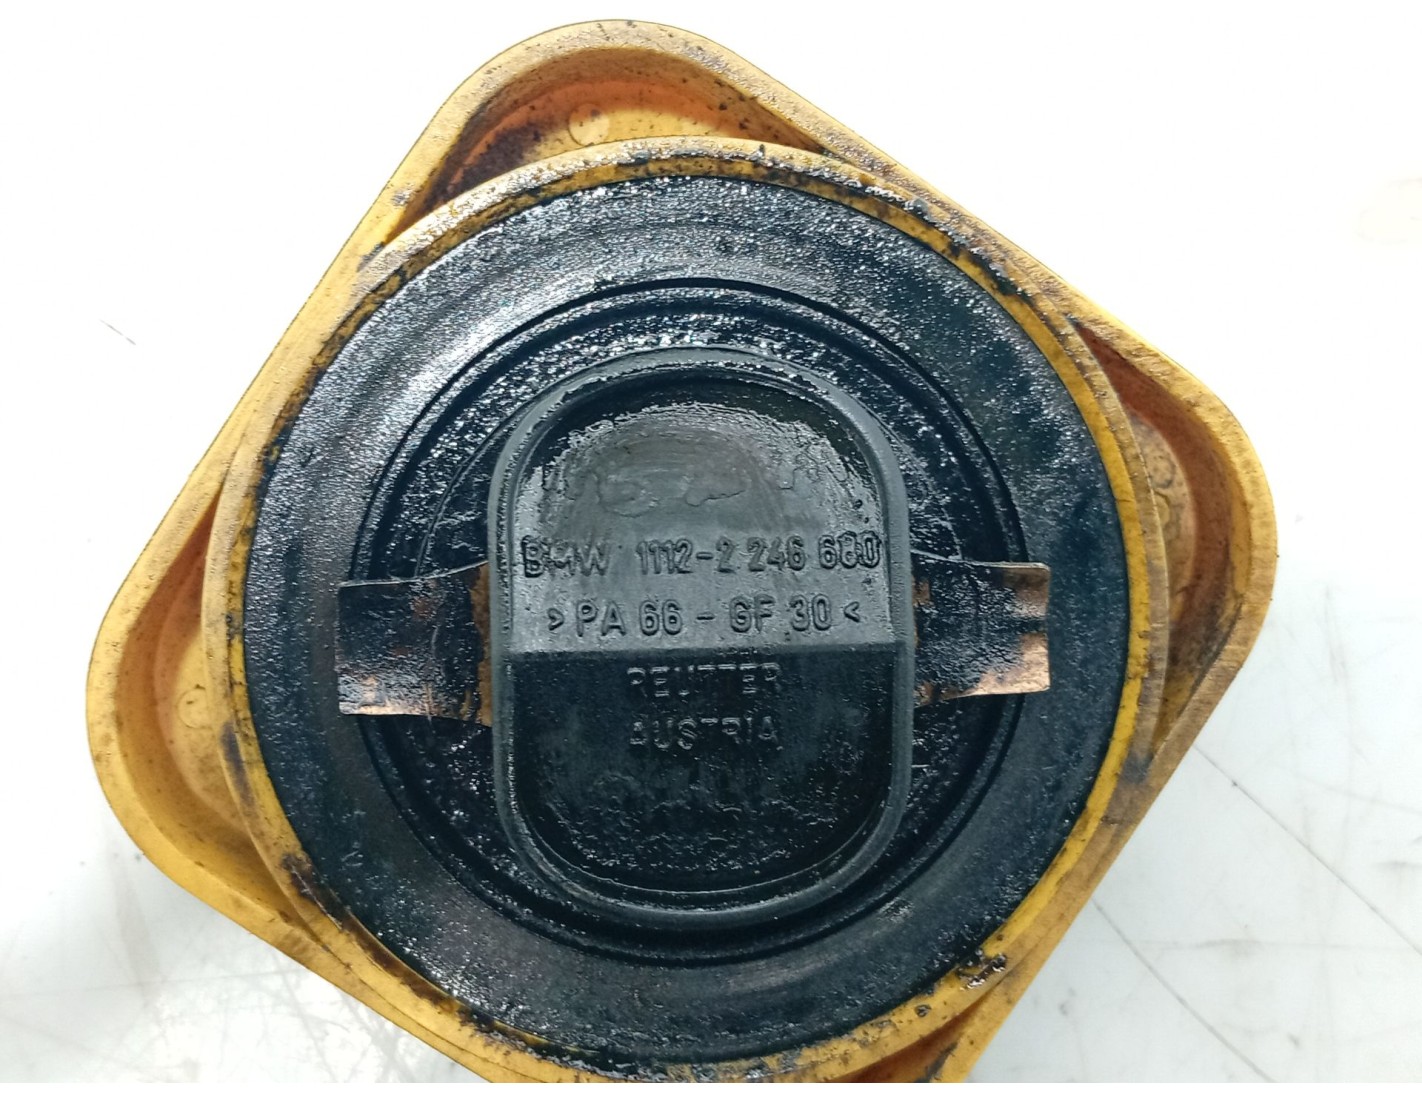 BMW 1112-2 246 680
>PA 66-GF 30<
REUTTER
AUSTRIA